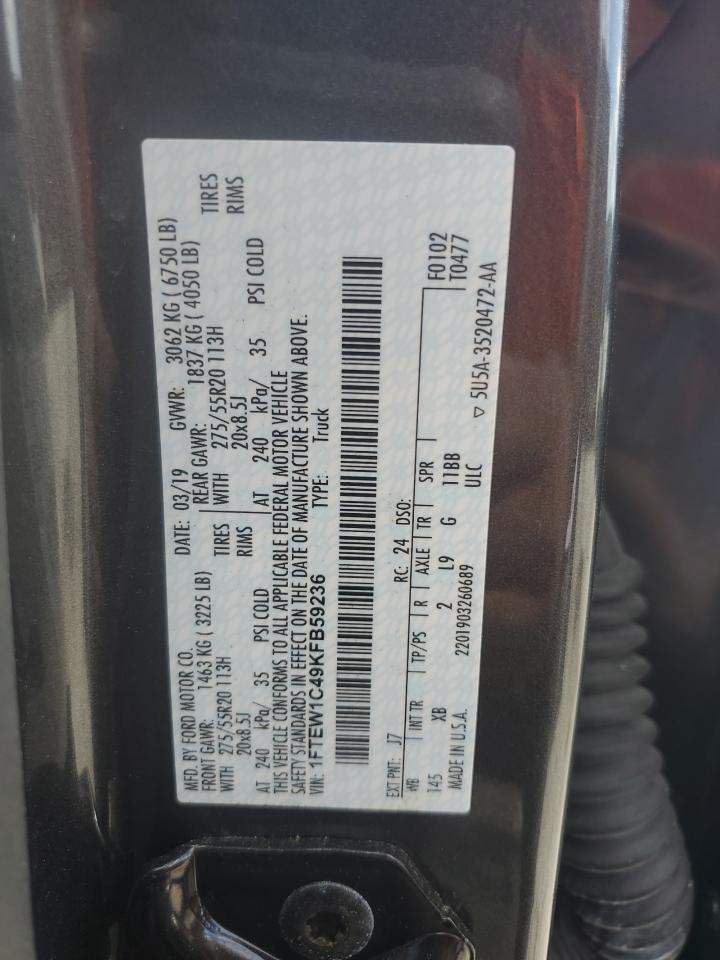 MFD. BY FORD MOTOR CO. DATE: 03/19 GVWR: 3062 KG ( 6750 LB)
FRONT GAWR: 1463 KG ( 3225 LB) REAR GAWR: 1837 KG ( 4050 LB)
WITH 275/55R20 113H TIRES WITH 275/55R20 113H TIRES
20x8.5J RIMS 20x8.5J RIMS
AT 240 kPa/ 35 PSI COLD AT 240 kPa/ 35 PSI COLD
THIS VEHICLE CONFORMS TO ALL APPLICABLE FEDERAL MOTOR VEHICLE
SAFETY STANDARDS IN EFFECT ON THE DATE OF MANUFACTURE SHOWN ABOVE.
VIN: 1FTEW1C49KFB59236 TYPE: Truck
EXT PNT: J7 RC: 24 DSO: F0102
WB INT TR TP/PS R AXLE TR SPR T0477
145 XB 2 L9 G 11BB
MADE IN U.S.A. 2201903260689 ULC ▽ 5U5A-3520472-AA